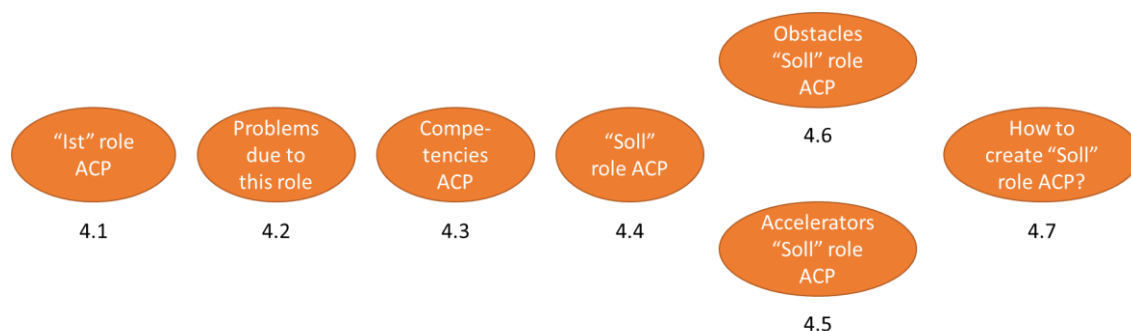 “Ist” role
ACP
4.1
Problems
due to
this role
4.2
Compe-
tencies
ACP
4.3
“Soll”
role ACP
4.4
Obstacles
“Soll” role
ACP
4.6
Accelerators
“Soll” role
ACP
4.5
How to
create “Soll”
role ACP?
4.7